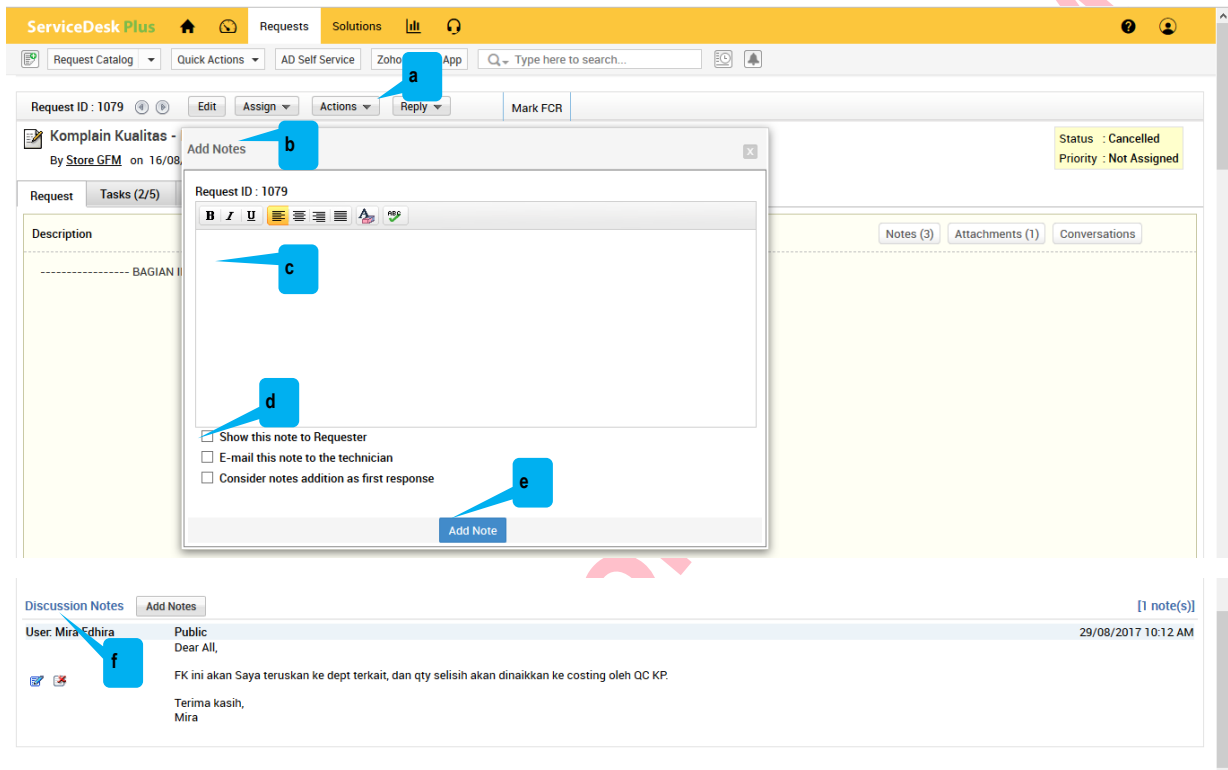 ServiceDesk Plus Requests Solutions
Request Catalog Quick Actions AD Self Service Zoho App Type here to search...
a
Request ID : 1079 Edit Assign Actions Reply Mark FCR
Komplain Kualitas -
By Store GFM on 16/08/
Status : Cancelled
Priority : Not Assigned
Add Notes
b
x
Request Tasks (2/5)
Request ID : 1079
B I U ABC
Description
Notes (3) Attachments (1) Conversations
----------------- BAGIAN
c
d
Show this note to Requester
E-mail this note to the technician
Consider notes addition as first response
e
Add Note
Discussion Notes Add Notes [1 note(s)]
User: Mira Edhira Public 29/08/2017 10:12 AM
Dear All,
f
FK ini akan Saya teruskan ke dept terkait, dan qty selisih akan dinaikkan ke costing oleh QC KP.
Terima kasih,
Mira